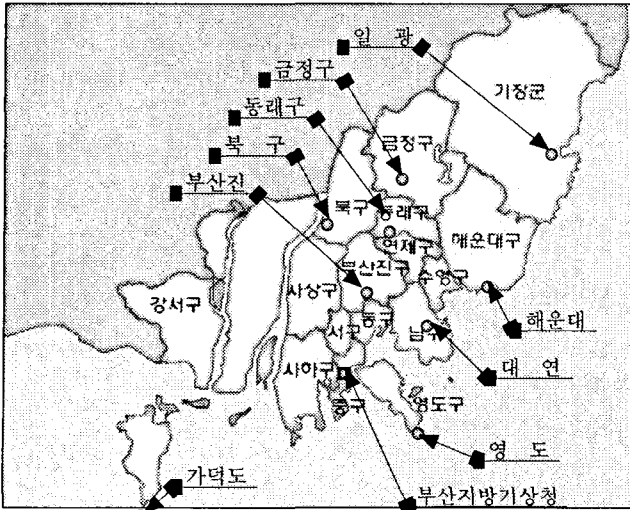 일 광
금정구
기장군
동래구
금정구
북 구
부산진
북구
동래구
연제구
해운대구
부산진구
수영구
사상구
강서구
동구
서구
남구
해운대
사하구
대 연
중구
영도구
영 도
가덕도
부산지방기상청